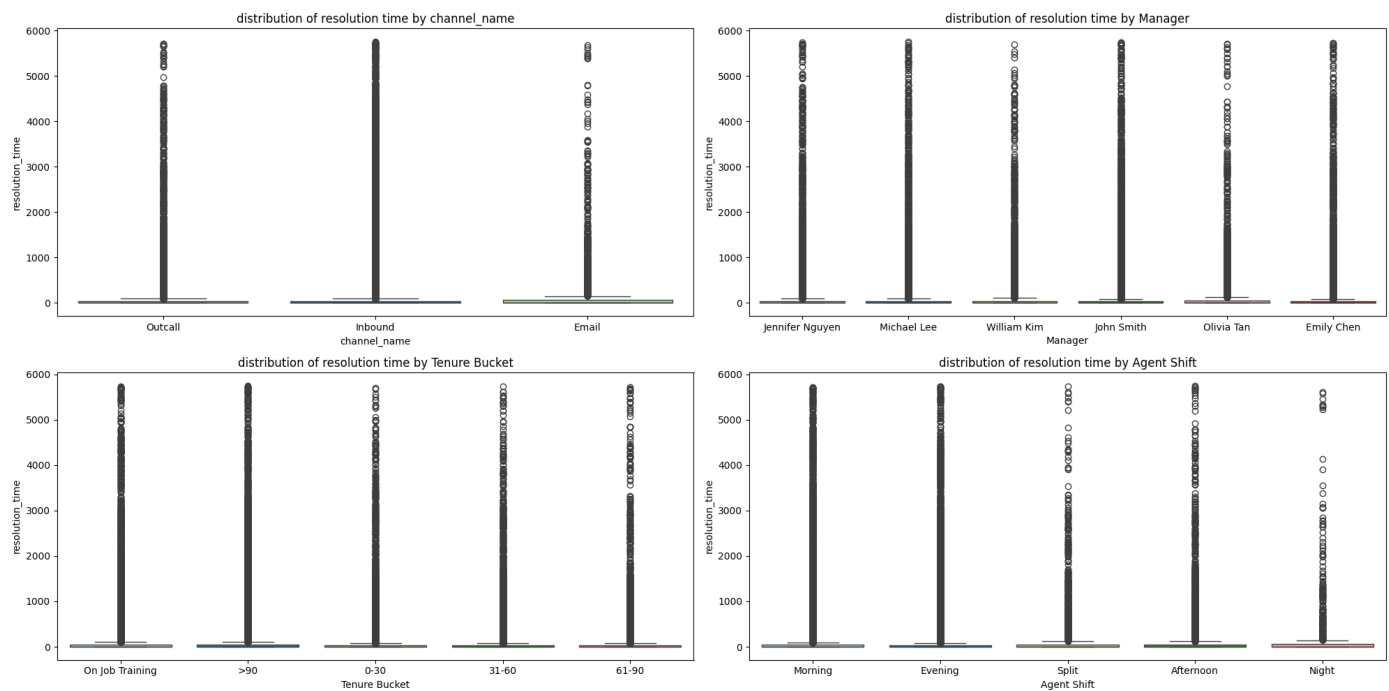 distribution of resolution time by channel_name
resolution_time
6000
5000
4000
3000
2000
1000
0
Outcall Inbound Email
channel_name
distribution of resolution time by Manager
resolution_time
6000
5000
4000
3000
2000
1000
0
Jennifer Nguyen Michael Lee William Kim John Smith Olivia Tan Emily Chen
Manager
distribution of resolution time by Tenure Bucket
resolution_time
6000
5000
4000
3000
2000
1000
0
On Job Training >90 0-30 31-60 61-90
Tenure Bucket
distribution of resolution time by Agent Shift
resolution_time
6000
5000
4000
3000
2000
1000
0
Morning Evening Split Afternoon Night
Agent Shift